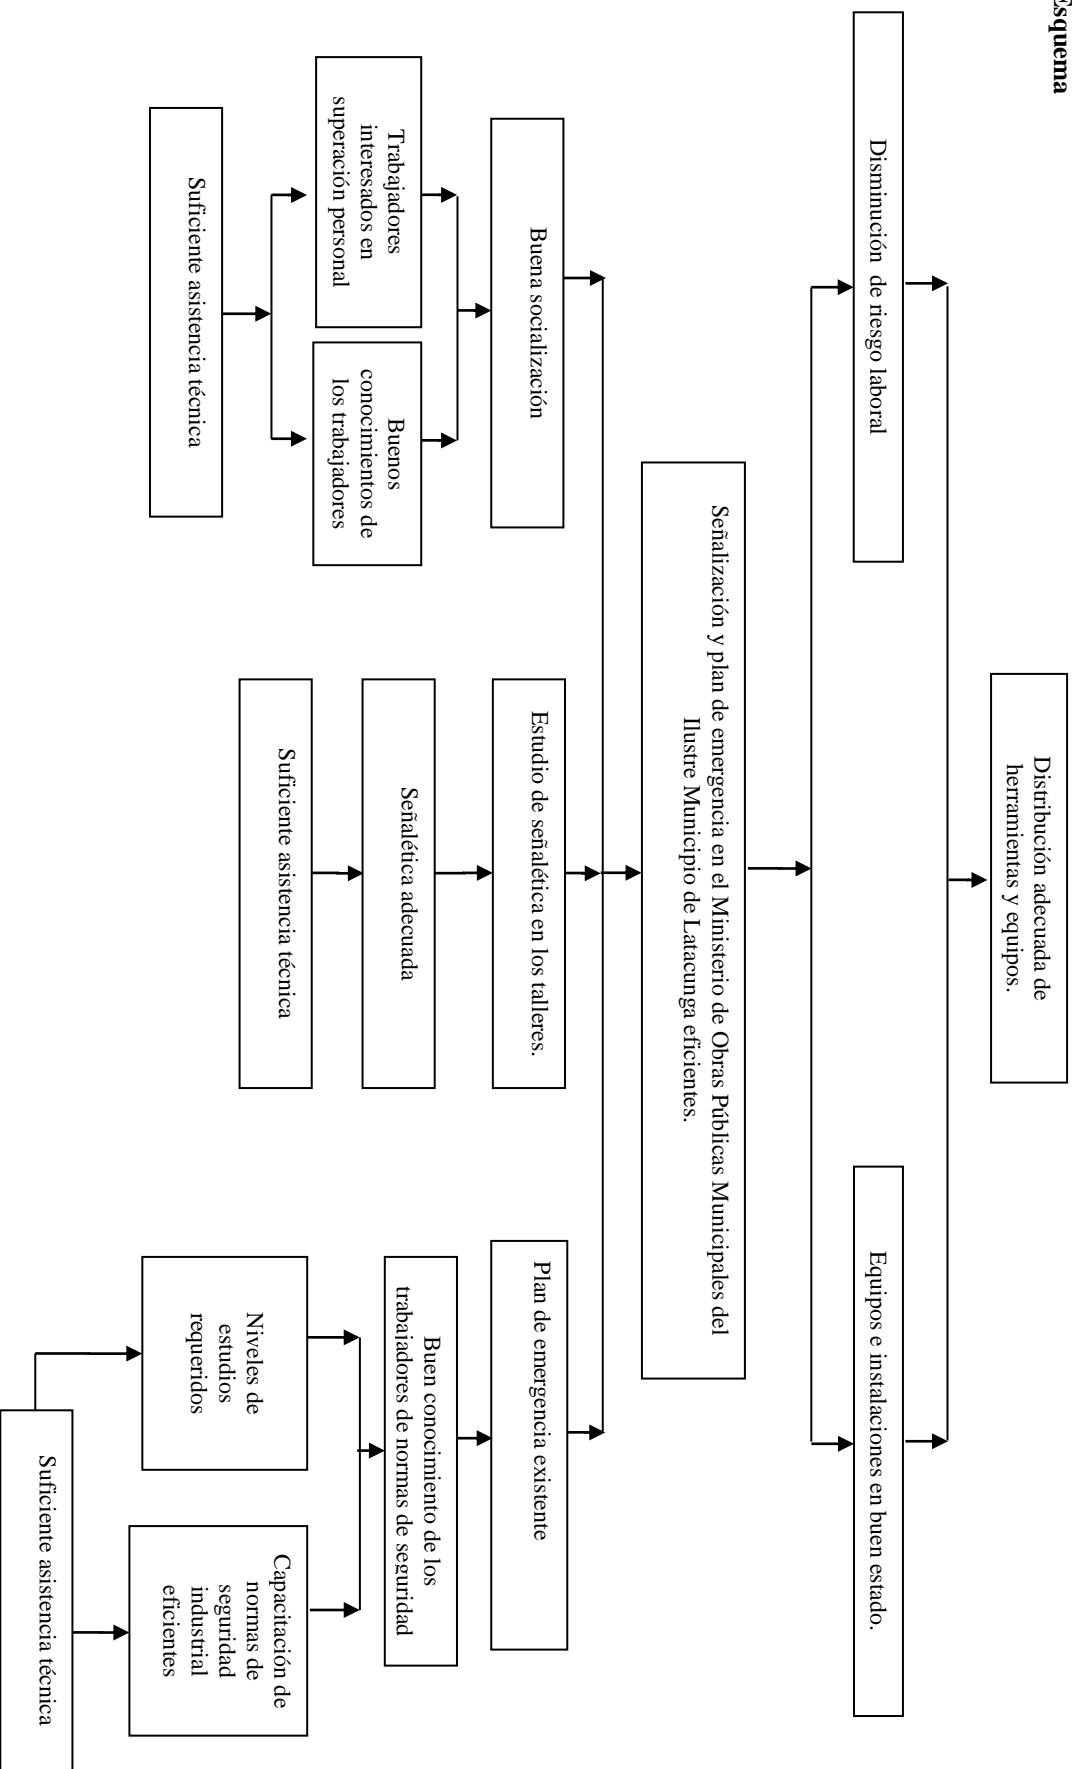 Esquema
Distribución adecuada de
herramientas y equipos.
Disminución de riesgo laboral
Equipos e instalaciones en buen estado.
Señalización y plan de emergencia en el Ministerio de Obras Públicas Municipales del
Ilustre Municipio de Latacunga eficientes.
Buena socialización
Estudio de señalética en los talleres.
Plan de emergencia existente
Trabajadores
interesados en
superación personal
Buenos
conocimientos de
los trabajadores
Señalética adecuada
Buen conocimiento de los
trabajadores de normas de seguridad
Suficiente asistencia técnica
Suficiente asistencia técnica
Niveles de
estudios
requeridos
Capacitación de
normas de
seguridad
industrial
eficientes
Suficiente asistencia técnica